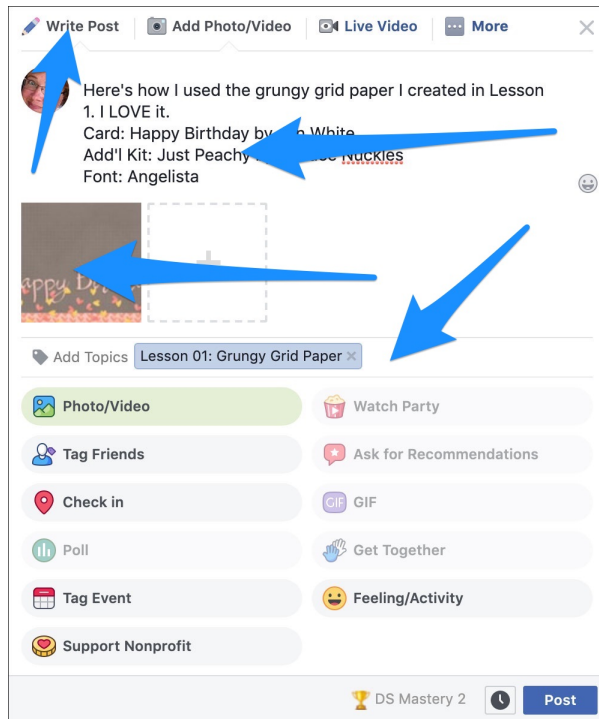 Write Post Add Photo/Video Live Video More
Here's how I used the grungy grid paper I created in Lesson
1. I LOVE it.
Card: Happy Birthday by White
Add'l Kit: Just Peachy Nuckles
Font: Angelista
appy
Add Topics Lesson 01: Grungy Grid Paper
Photo/Video Watch Party
Tag Friends Ask for Recommendations
Check in GIF GIF
Poll Get Together
Tag Event Feeling/Activity
Support Nonprofit
DS Mastery 2 Post